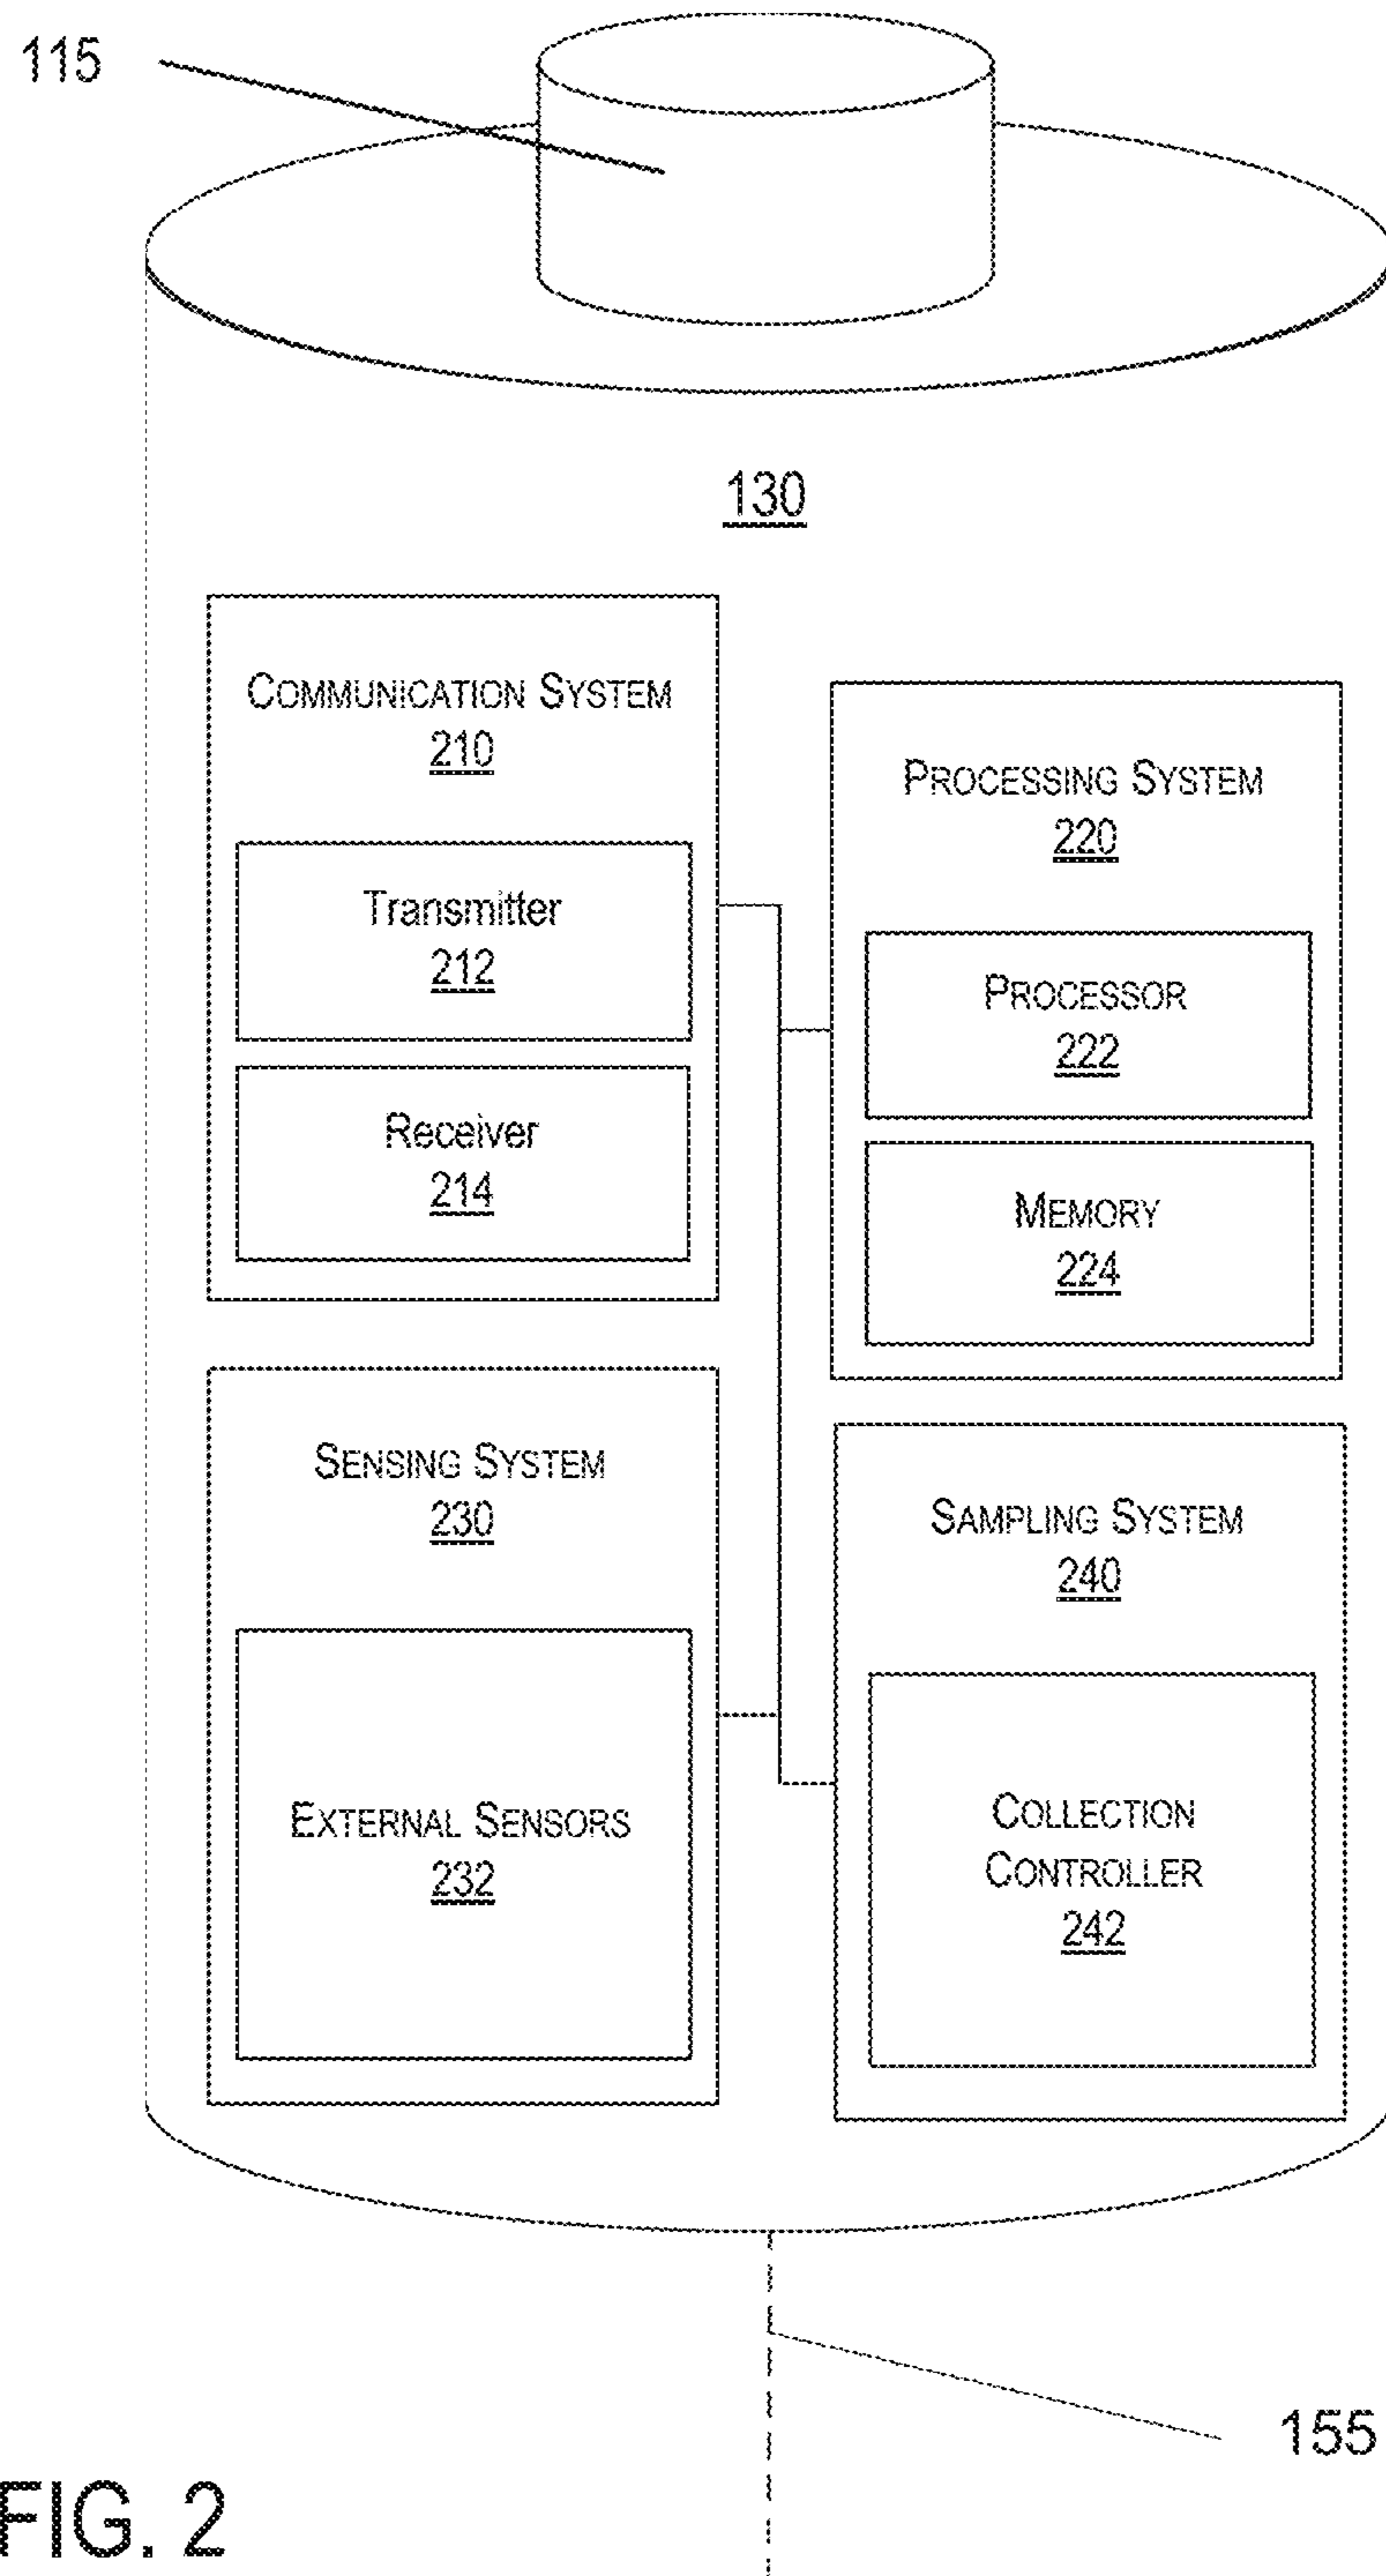 115
130
COMMUNICATION SYSTEM
210
Transmitter
212
Receiver
214
PROCESSING SYSTEM
220
PROCESSOR
222
MEMORY
224
SENSING SYSTEM
230
EXTERNAL SENSORS
232
SAMPLING SYSTEM
240
COLLECTION
CONTROLLER
242
155
FIG. 2